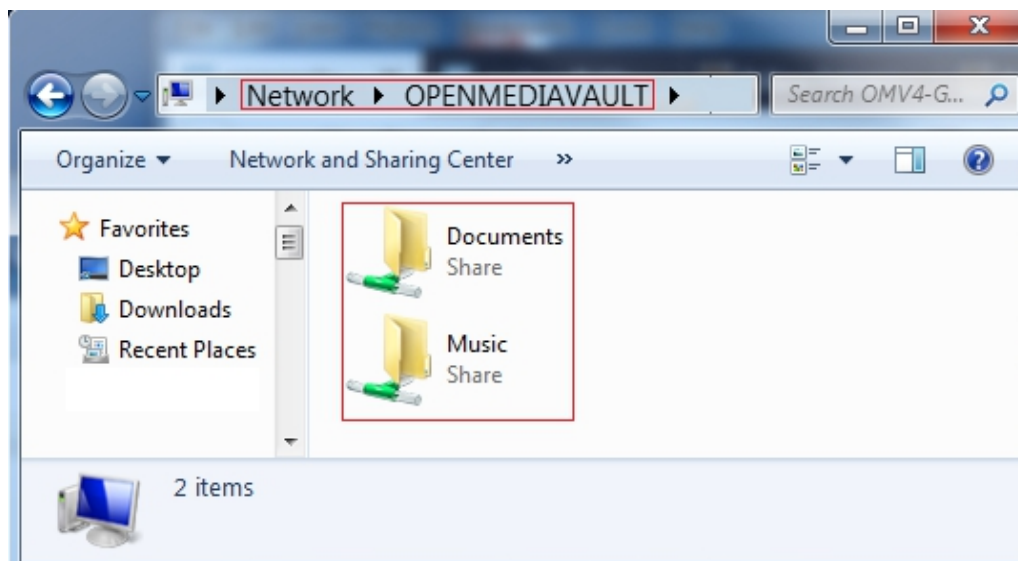 Network ▸ OPENMEDIAVAULT ▸
Search OMV4-G...
Organize
Network and Sharing Center »
Favorites
Desktop
Downloads
Recent Places
Documents
Share
Music
Share
2 items